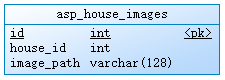 asp_house_images
id int <pk>
house_id int
image_path varchar(128)